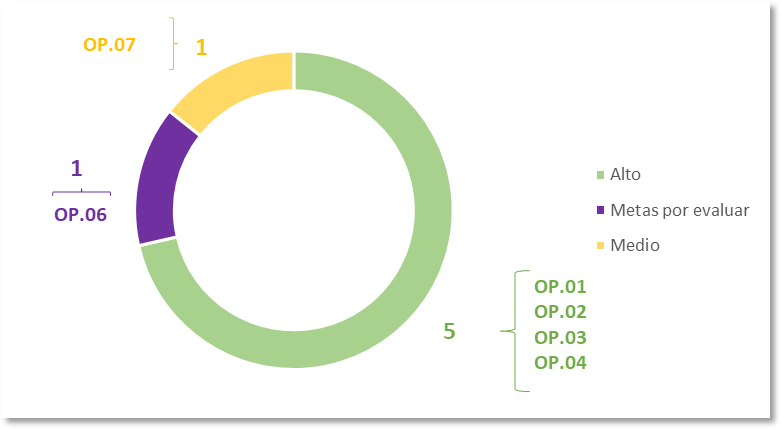 OP.07
1
1
OP.06
Alto
Metas por evaluar
Medio
5
OP.01
OP.02
OP.03
OP.04